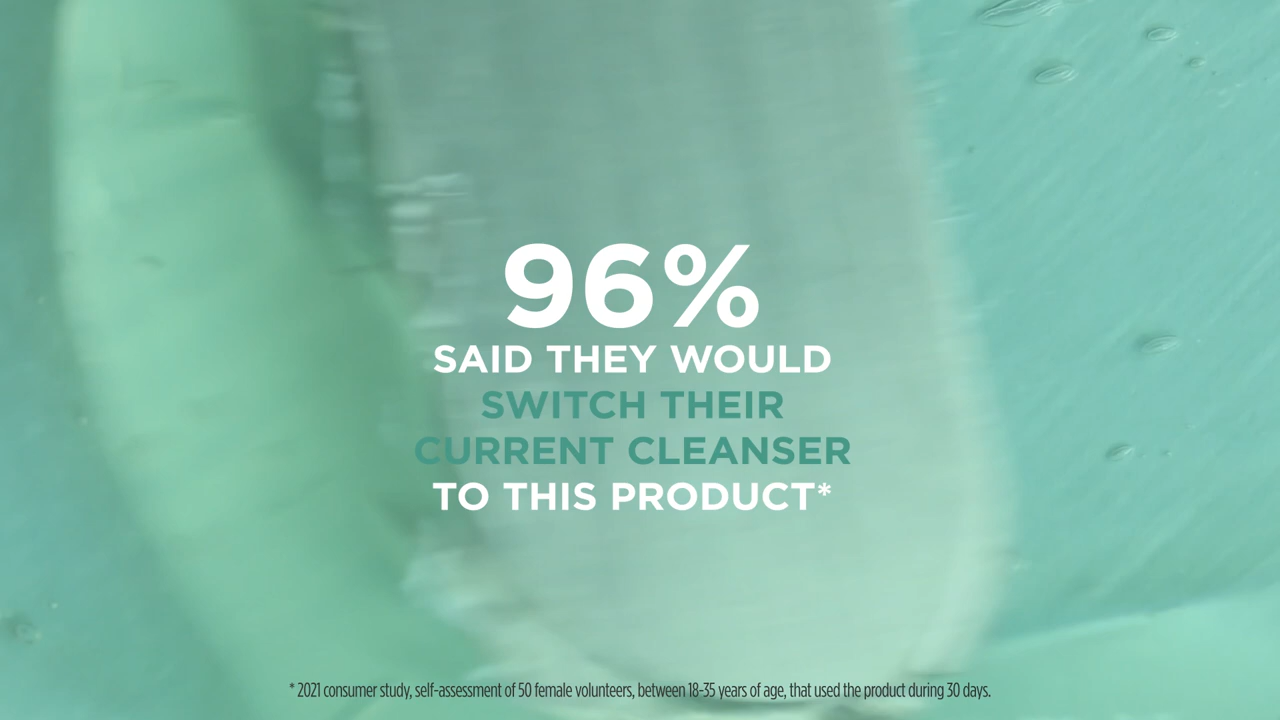 96%
SAID THEY WOULD
SWITCH THEIR
CURRENT CLEANSER
TO THIS PRODUCT*
* 2021 consumer study, self-assessment of 50 female volunteers, between 18-35 years of age, that used the product during 30 days.